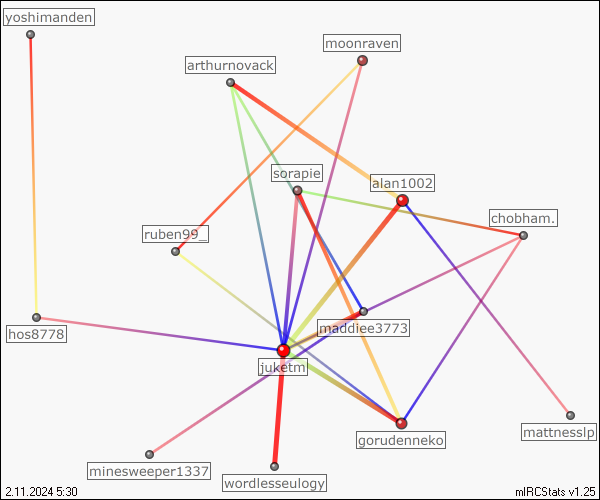 yoshimanden
moonraven
arthurnovack
sorapie
alan1002
chobham.
ruben99_
maddiee3773
hos8778
juketm
gorudenneko
mattnesslp
minesweeper1337
wordlesseulogy
2.11.2024 5:30
mIRCStats v1.25